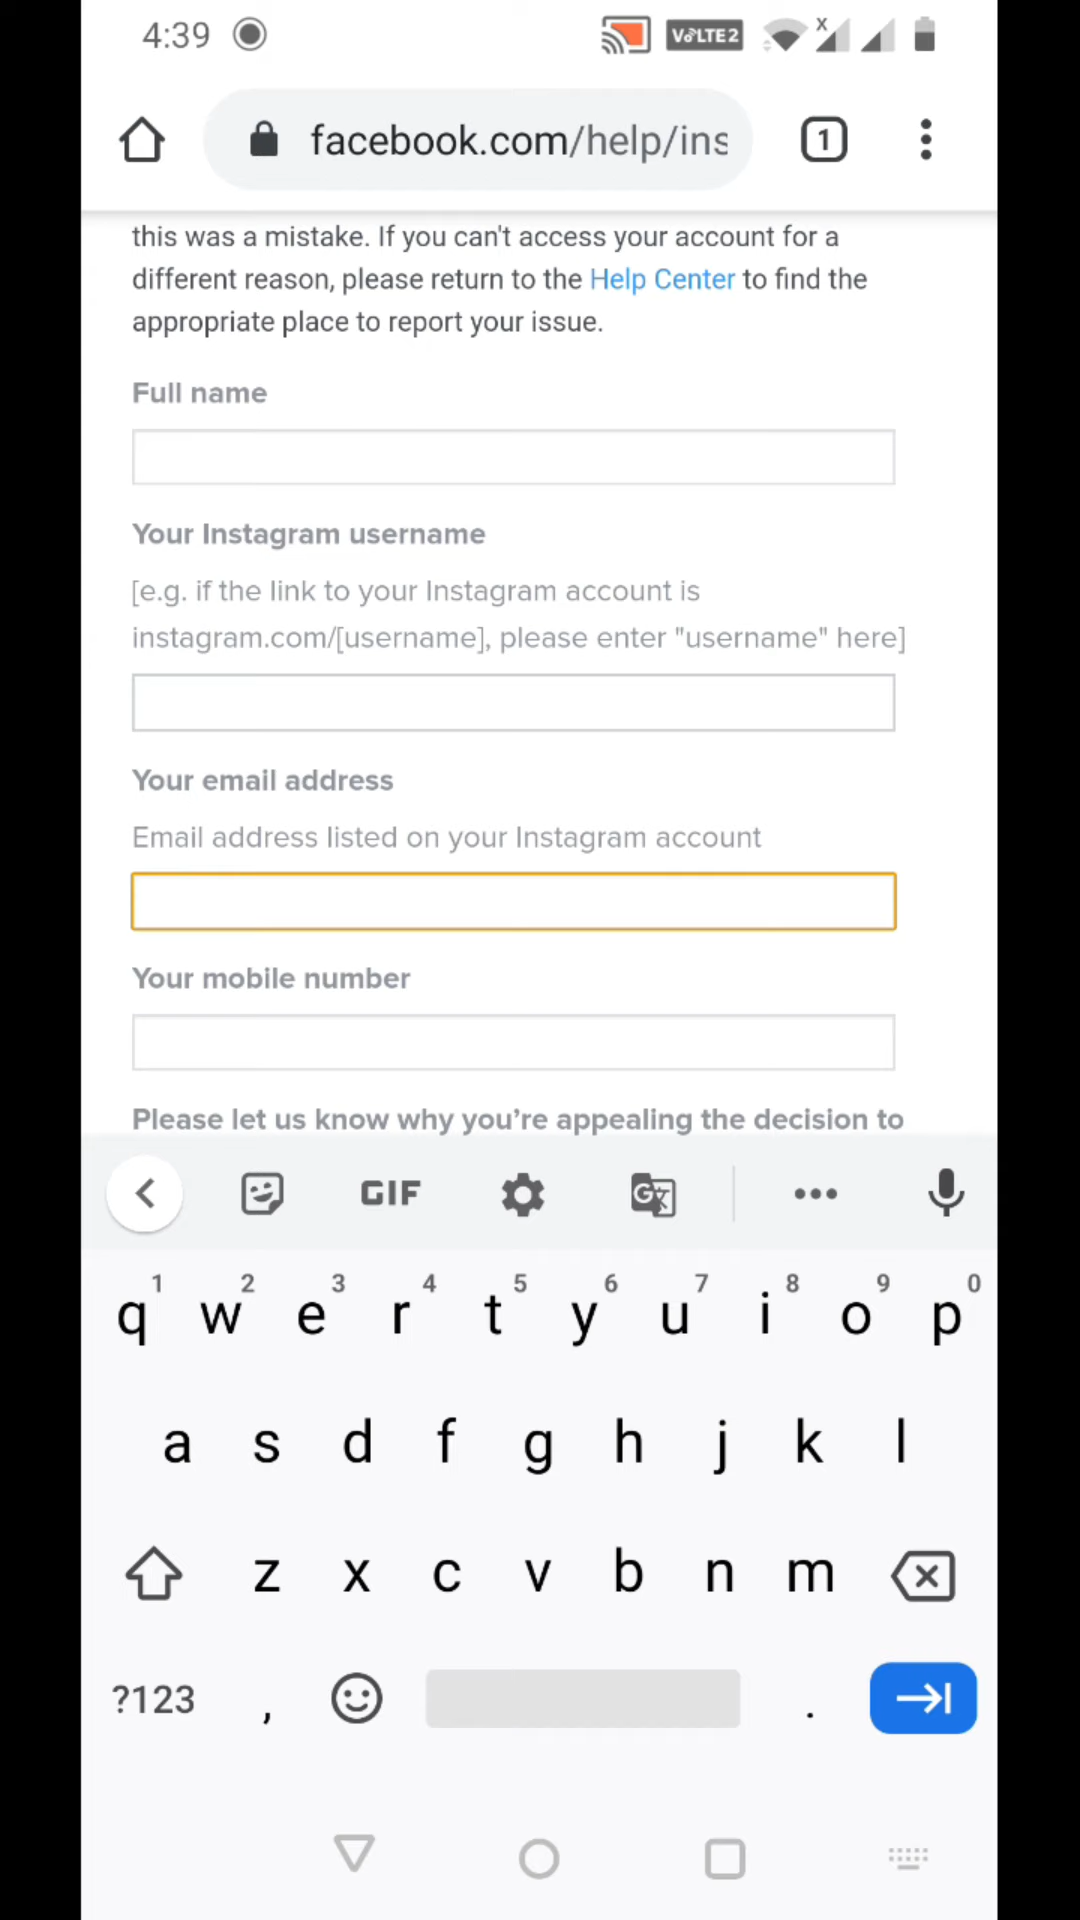 4:39
VoLTE 2
facebook.com/help/ins
1
this was a mistake. If you can't access your account for a
different reason, please return to the Help Center to find the
appropriate place to report your issue.
Full name
Your Instagram username
[e.g. if the link to your Instagram account is
instagram.com/[username], please enter "username" here]
Your email address
Email address listed on your Instagram account
Your mobile number
Please let us know why you’re appealing the decision to
GIF
G
1 2 3 4 5 6 7 8 9 0
q w e r t y u i o p
a s d f g h j k l
z x c v b n m
?123 , .